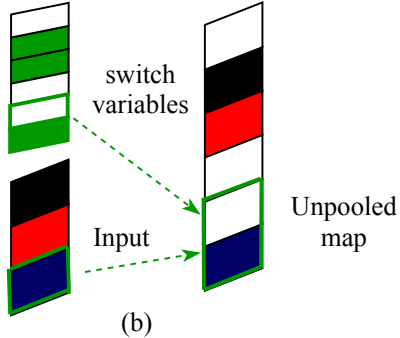 switch
variables
Input
Unpooled
map
(b)